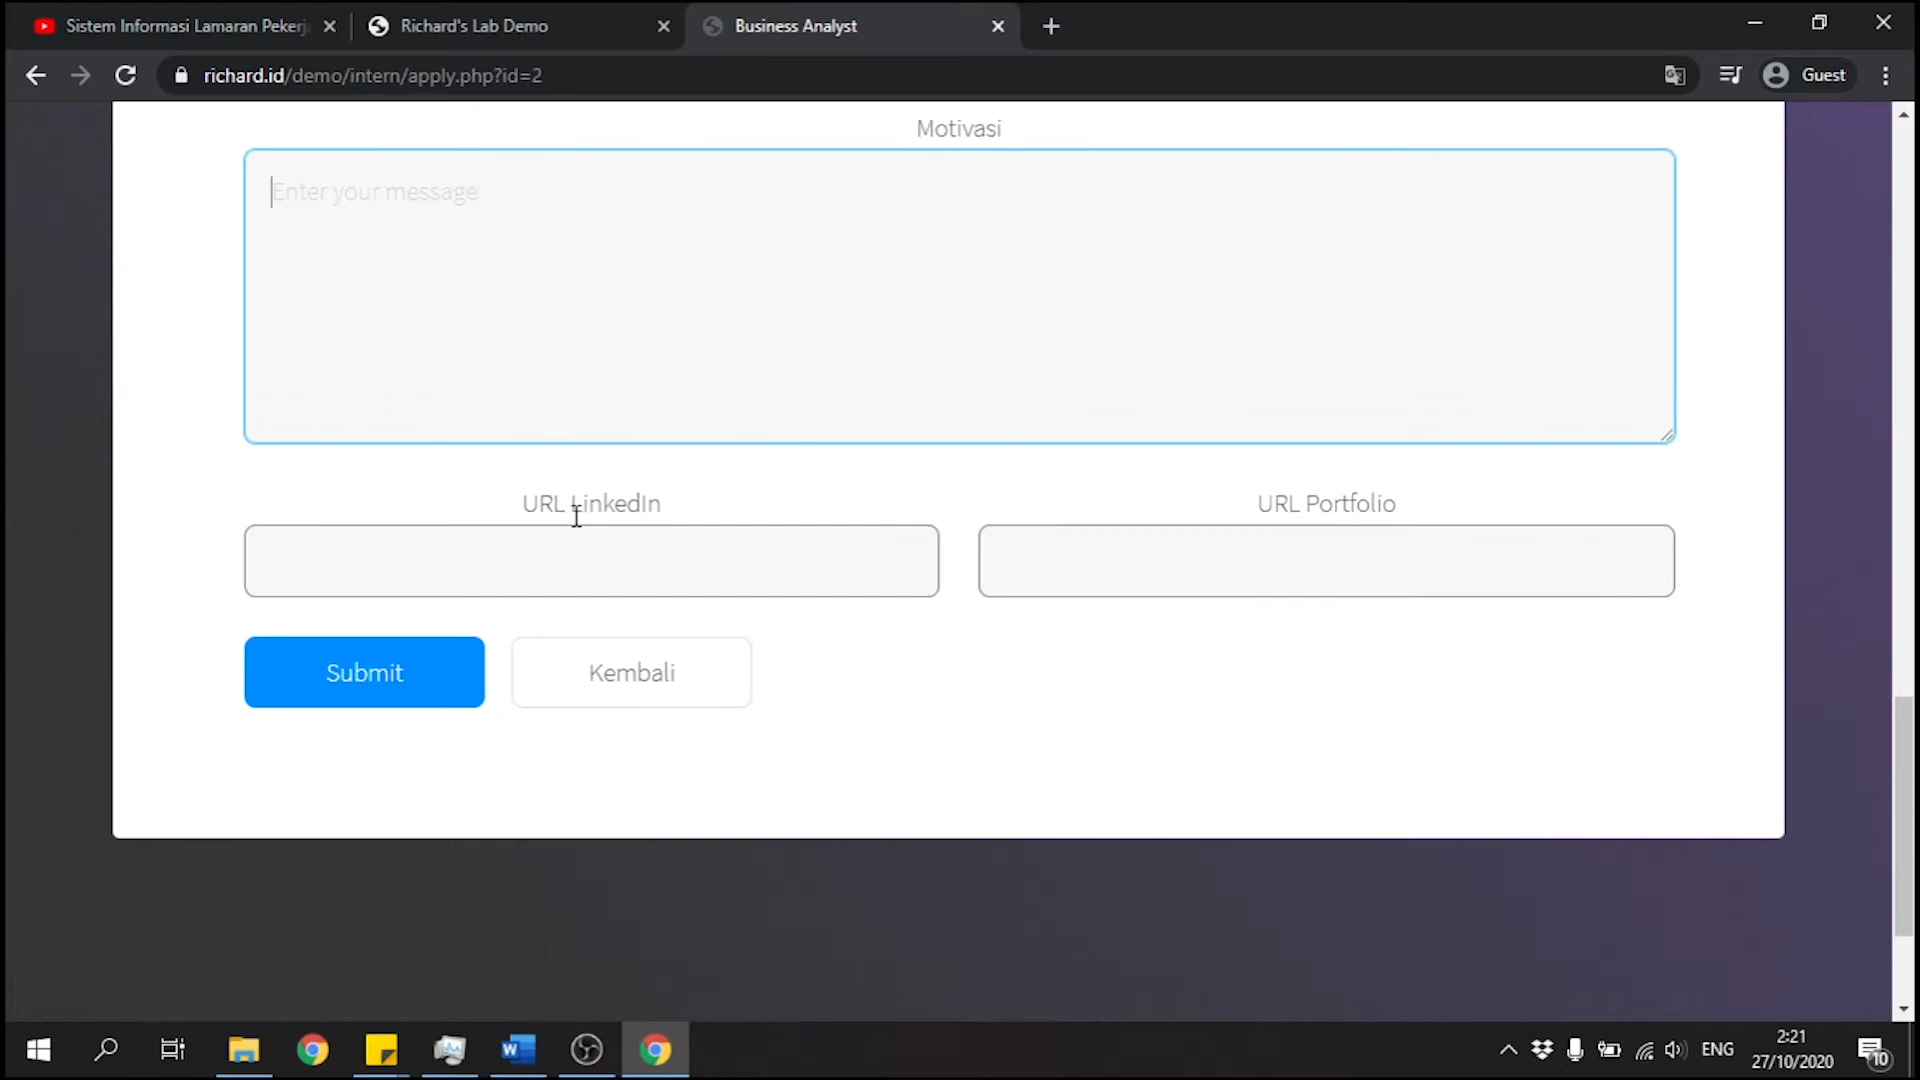 Sistem Informasi Lamaran Pekerj
Richard's Lab Demo
Business Analyst
richard.id/demo/intern/apply.php?id=2
Guest
Motivasi
Enter your message
URL LinkedIn
URL Portfolio
Submit
Kembali
ENG
2:21
27/10/2020
10